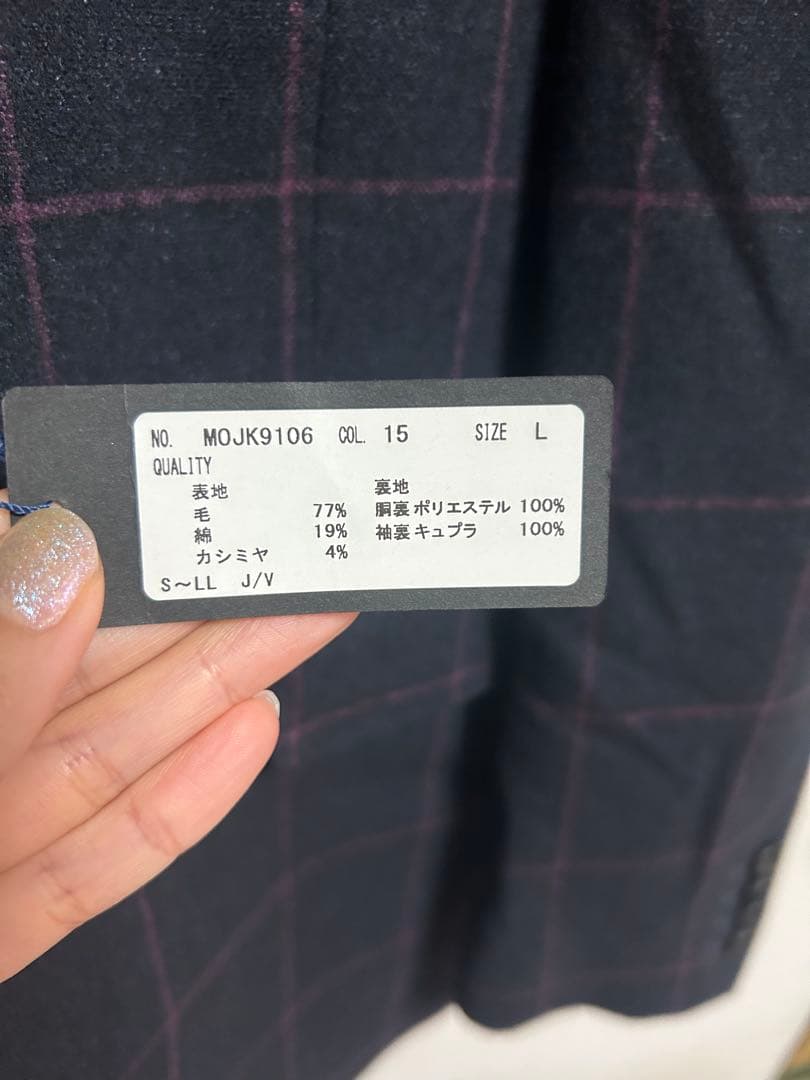 NO. MOJK9106 COL. 15 SIZE L
QUALITY
表地 裏地
毛 77% 胴裏 ポリエステル 100%
綿 19% 袖裏 キュプラ 100%
カシミヤ 4%
S～LL J/V